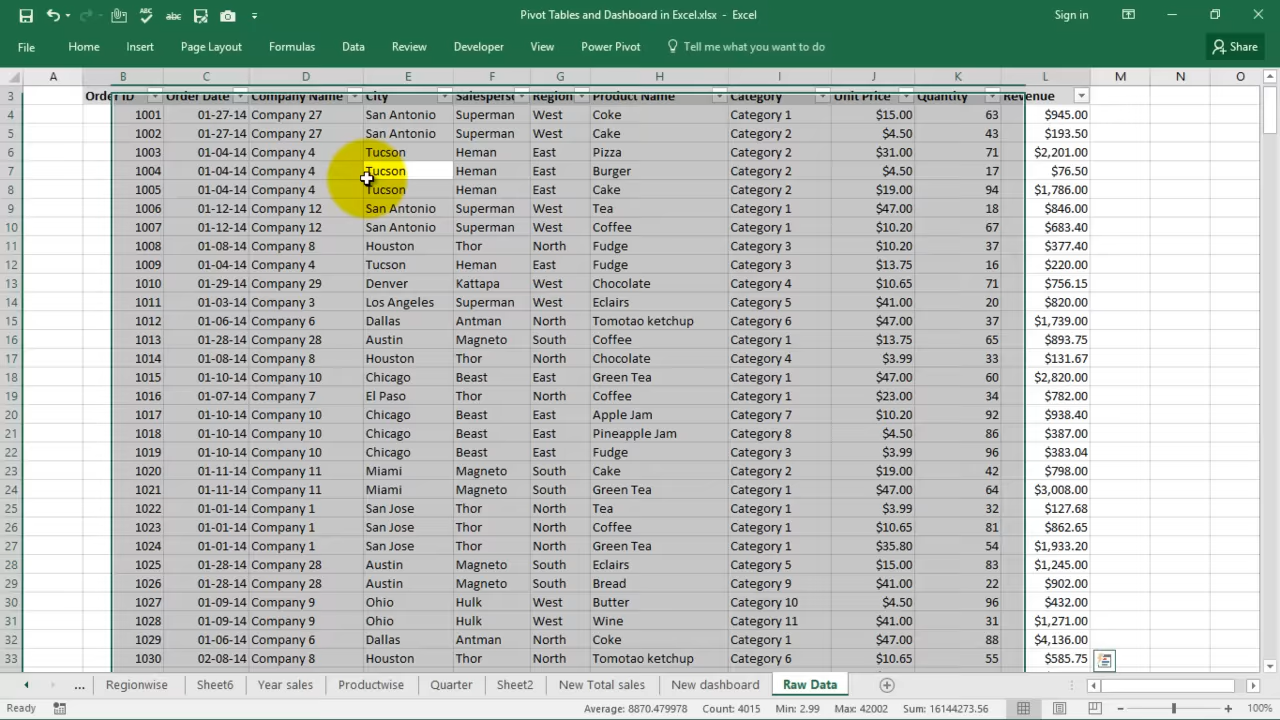 Pivot Tables and Dashboard in Excel.xlsx - Excel
Sign in
File Home Insert Page Layout Formulas Data Review Developer View Power Pivot Tell me what you want to do Share
A B C D E F G H I J K L M N O
3 Order ID Order Date Company Name City Salespers Region Product Name Category Unit Price Quantity Revenue
4 1001 01-27-14 Company 27 San Antonio Superman West Coke Category 1 $15.00 63 $945.00
5 1002 01-27-14 Company 27 San Antonio Superman West Cake Category 2 $4.50 43 $193.50
6 1003 01-04-14 Company 4 Tucson Heman East Pizza Category 2 $31.00 71 $2,201.00
7 1004 01-04-14 Company 4 Tucson Heman East Burger Category 2 $4.50 17 $76.50
8 1005 01-04-14 Company 4 Tucson Heman East Cake Category 2 $19.00 94 $1,786.00
9 1006 01-12-14 Company 12 San Antonio Superman West Tea Category 1 $47.00 18 $846.00
10 1007 01-12-14 Company 12 San Antonio Superman West Coffee Category 1 $10.20 67 $683.40
11 1008 01-08-14 Company 8 Houston Thor North Fudge Category 3 $10.20 37 $377.40
12 1009 01-04-14 Company 4 Tucson Heman East Fudge Category 3 $13.75 16 $220.00
13 1010 01-29-14 Company 29 Denver Kattapa West Chocolate Category 4 $10.65 71 $756.15
14 1011 01-03-14 Company 3 Los Angeles Superman West Eclairs Category 5 $41.00 20 $820.00
15 1012 01-06-14 Company 6 Dallas Antman North Tomotao ketchup Category 6 $47.00 37 $1,739.00
16 1013 01-28-14 Company 28 Austin Magneto South Coffee Category 1 $13.75 65 $893.75
17 1014 01-08-14 Company 8 Houston Thor North Chocolate Category 4 $3.99 33 $131.67
18 1015 01-10-14 Company 10 Chicago Beast East Green Tea Category 1 $47.00 60 $2,820.00
19 1016 01-07-14 Company 7 El Paso Thor North Coffee Category 1 $23.00 34 $782.00
20 1017 01-10-14 Company 10 Chicago Beast East Apple Jam Category 7 $10.20 92 $938.40
21 1018 01-10-14 Company 10 Chicago Beast East Pineapple Jam Category 8 $4.50 86 $387.00
22 1019 01-10-14 Company 10 Chicago Beast East Fudge Category 3 $3.99 96 $383.04
23 1020 01-11-14 Company 11 Miami Magneto South Cake Category 2 $19.00 42 $798.00
24 1021 01-11-14 Company 11 Miami Magneto South Green Tea Category 1 $47.00 64 $3,008.00
25 1022 01-01-14 Company 1 San Jose Thor North Tea Category 1 $3.99 32 $127.68
26 1023 01-01-14 Company 1 San Jose Thor North Coffee Category 1 $10.65 81 $862.65
27 1024 01-01-14 Company 1 San Jose Thor North Green Tea Category 1 $35.80 54 $1,933.20
28 1025 01-28-14 Company 28 Austin Magneto South Eclairs Category 5 $15.00 83 $1,245.00
29 1026 01-28-14 Company 28 Austin Magneto South Bread Category 9 $41.00 22 $902.00
30 1027 01-09-14 Company 9 Ohio Hulk West Butter Category 10 $4.50 96 $432.00
31 1028 01-09-14 Company 9 Ohio Hulk West Wine Category 11 $41.00 31 $1,271.00
32 1029 01-06-14 Company 6 Dallas Antman North Coke Category 1 $47.00 88 $4,136.00
33 1030 02-08-14 Company 8 Houston Thor North Tomotao ketchup Category 6 $10.65 55 $585.75
... Regionwise Sheet6 Year sales Productwise Quarter Sheet2 New Total sales New dashboard Raw Data
Ready Average: 8870.479978 Count: 4015 Min: 2.99 Max: 42002 Sum: 16144273.56 100%